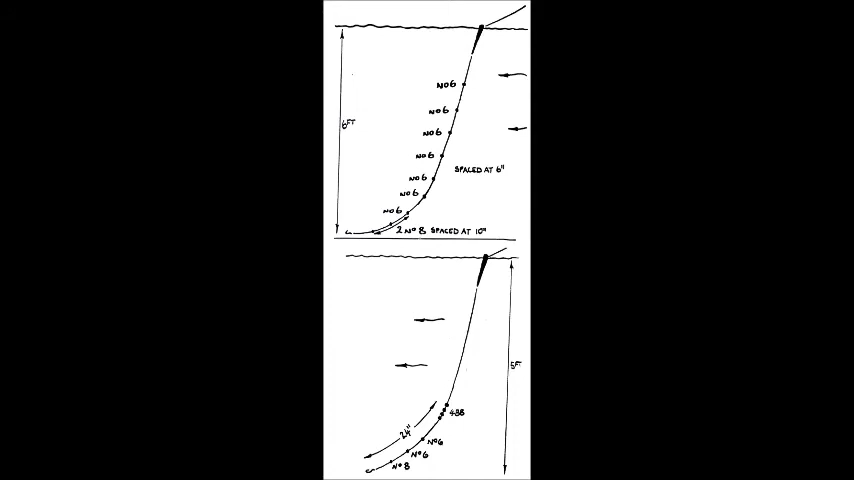 No6
No6
6FT
No6
No6
SPACED AT 6"
No6
No6
No6
2 No 8 SPACED AT 10"
5FT
4BB
24"
No6
No6
No8